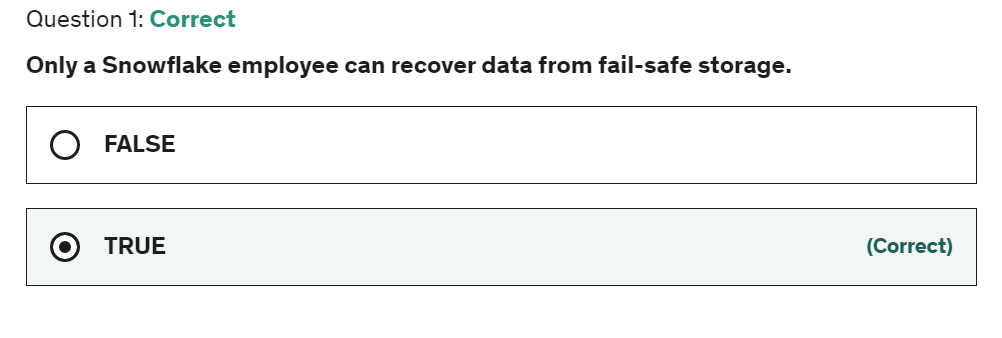 Question 1: Correct
Only a Snowflake employee can recover data from fail-safe storage.
FALSE
TRUE (Correct)